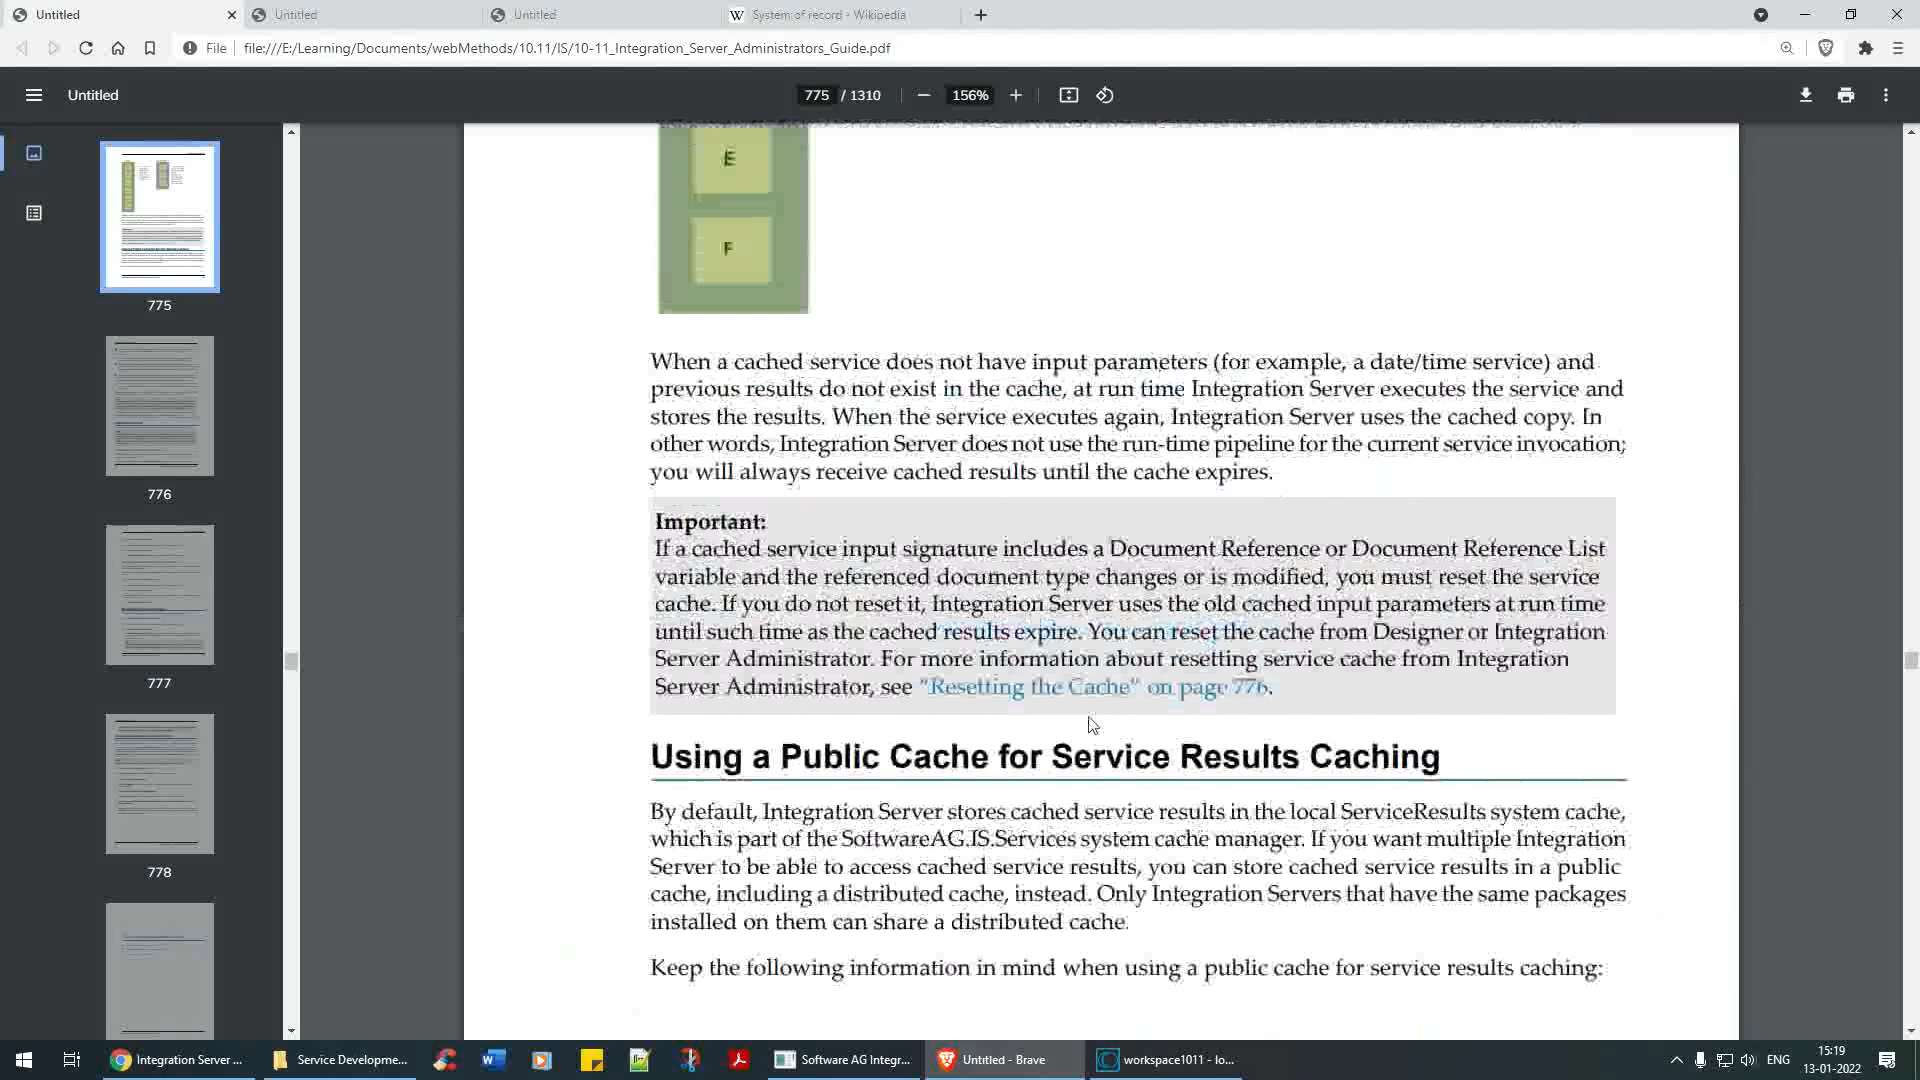 Untitled
Untitled
Untitled
System of record - Wikipedia
File
file:///E:/Learning/Documents/webMethods/10.11/IS/10-11_Integration_Server_Administrators_Guide.pdf
Untitled
775 / 1310
156%
E
F
When a cached service does not have input parameters (for example, a date/time service) and
previous results do not exist in the cache, at run time Integration Server executes the service and
stores the results. When the service executes again, Integration Server uses the cached copy. In
other words, Integration Server does not use the run-time pipeline for the current service invocation;
you will always receive cached results until the cache expires.
Important:
If a cached service input signature includes a Document Reference or Document Reference List
variable and the referenced document type changes or is modified, you must reset the service
cache. If you do not reset it, Integration Server uses the old cached input parameters at run time
until such time as the cached results expire. You can reset the cache from Designer or Integration
Server Administrator. For more information about resetting service cache from Integration
Server Administrator, see "Resetting the Cache" on page 776.
Using a Public Cache for Service Results Caching
By default, Integration Server stores cached service results in the local ServiceResults system cache,
which is part of the SoftwareAG.IS.Services system cache manager. If you want multiple Integration
Server to be able to access cached service results, you can store cached service results in a public
cache, including a distributed cache, instead. Only Integration Servers that have the same packages
installed on them can share a distributed cache.
Keep the following information in mind when using a public cache for service results caching:
775
776
777
778
Integration Server ...
Service Developme...
Software AG Integr...
Untitled - Brave
workspace1011 - lo...
ENG
15:19
13-01-2022